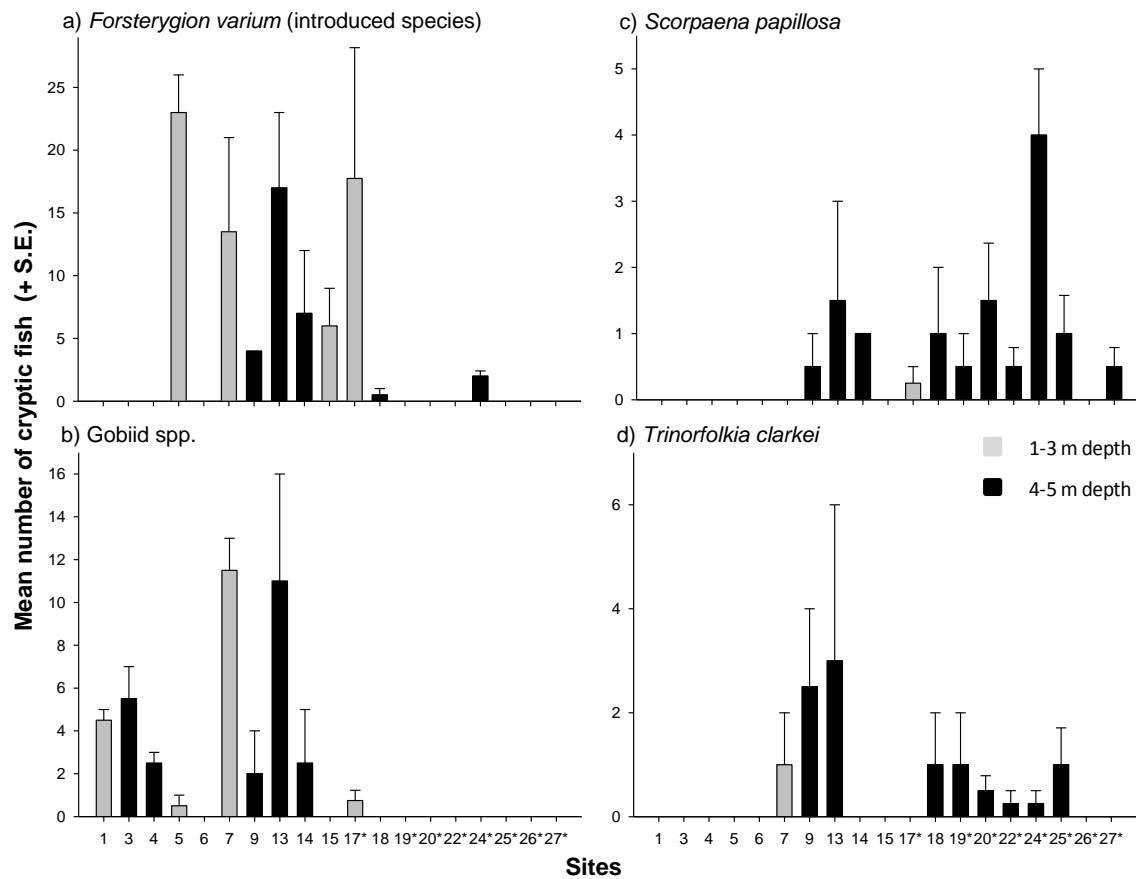 a) Forsterygion varium (introduced species)
25
20
15
10
5
0
c) Scorpaena papillosa
5
4
3
2
1
0
Mean number of cryptic fish (+ S.E.)
b) Gobiid spp.
16
14
12
10
8
6
4
2
0
1 3 4 5 6 7 9 13 14 15 17* 18 19* 20* 22* 24* 25* 26* 27*
d) Trinorfolkia clarkei
1-3 m depth
4-5 m depth
6
4
2
0
1 3 4 5 6 7 9 13 14 15 17* 18 19* 20* 22* 24* 25* 26* 27*
Sites